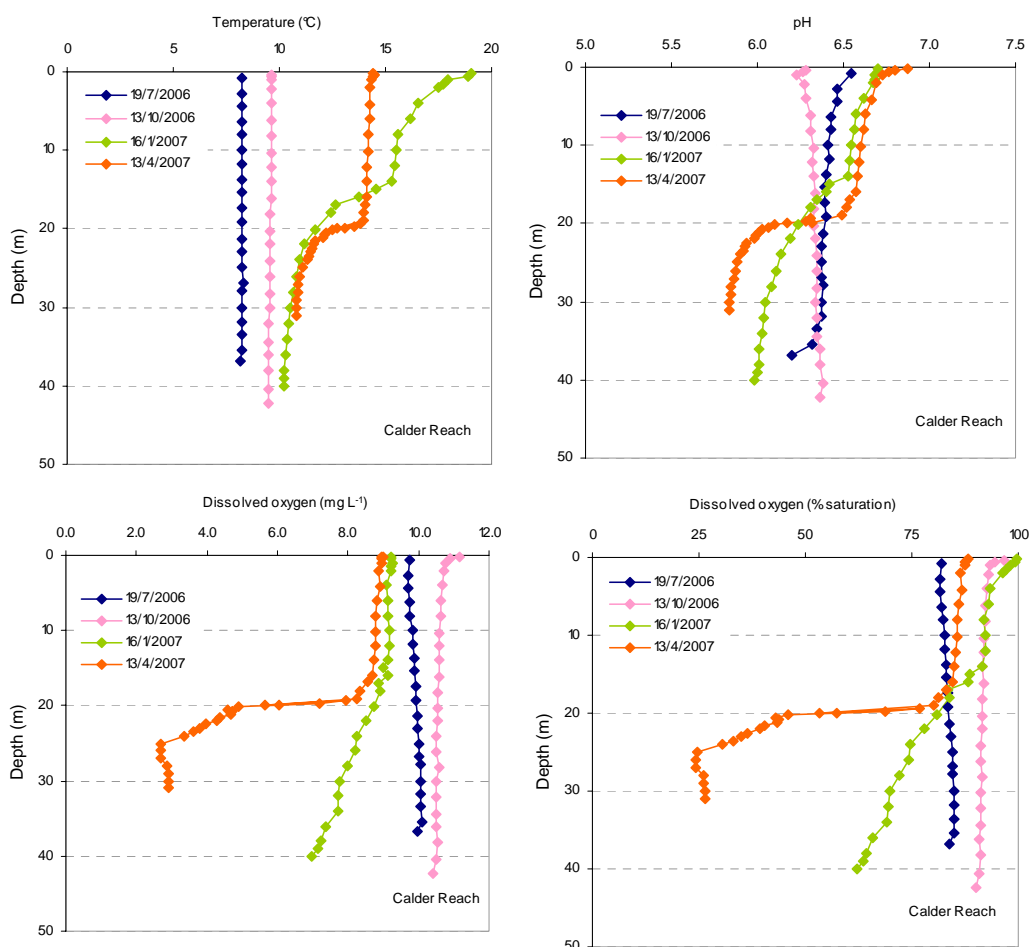 Temperature (°C)
0 5 10 15 20
0
10
20
30
40
50
Depth (m)
19/7/2006
13/10/2006
16/1/2007
13/4/2007
Calder Reach
pH
5.0 5.5 6.0 6.5 7.0 7.5
0
10
20
30
40
50
Depth (m)
19/7/2006
13/10/2006
16/1/2007
13/4/2007
Calder Reach
Dissolved oxygen (mg L-1)
0.0 2.0 4.0 6.0 8.0 10.0 12.0
0
10
20
30
40
50
Depth (m)
19/7/2006
13/10/2006
16/1/2007
13/4/2007
Calder Reach
Dissolved oxygen (% saturation)
0 25 50 75 100
0
10
20
30
40
50
Depth (m)
19/7/2006
13/10/2006
16/1/2007
13/4/2007
Calder Reach